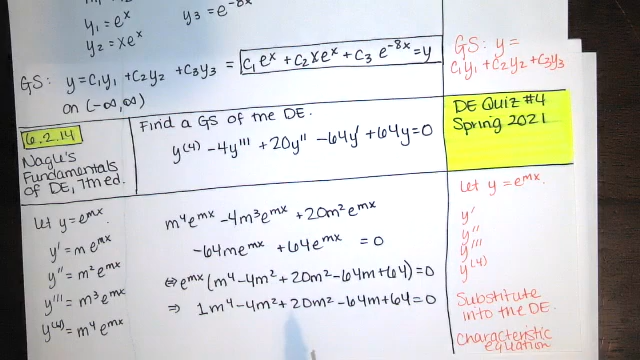 y₁ = eˣ
y₃ = e⁻⁸ˣ
y₂ = xeˣ
GS: y = c₁y₁ + c₂y₂ + c₃y₃ = c₁eˣ + c₂xeˣ + c₃e⁻⁸ˣ = y
on (-∞,∞)
GS: y =
c₁y₁ + c₂y₂ + c₃y₃
6.2.14
Nagle's
Fundamentals
of DE, 7th ed.
Find a GS of the DE.
y⁽⁴⁾ - 4y''' + 20y'' - 64y' + 64y = 0
DE Quiz #4
Spring 2021
Let y = eᵐˣ
y' = meᵐˣ
y'' = m²eᵐˣ
y''' = m³eᵐˣ
y⁽⁴⁾ = m⁴eᵐˣ
m⁴eᵐˣ - 4m³eᵐˣ + 20m²eᵐˣ
-64meᵐˣ + 64eᵐˣ = 0
⇔ eᵐˣ(m⁴ - 4m² + 20m² - 64m + 64) = 0
⇒ 1m⁴ - 4m² + 20m² - 64m + 64 = 0
Let y = eᵐˣ.
y'
y''
y'''
y⁽⁴⁾
Substitute
into the DE.
Characteristic
equation